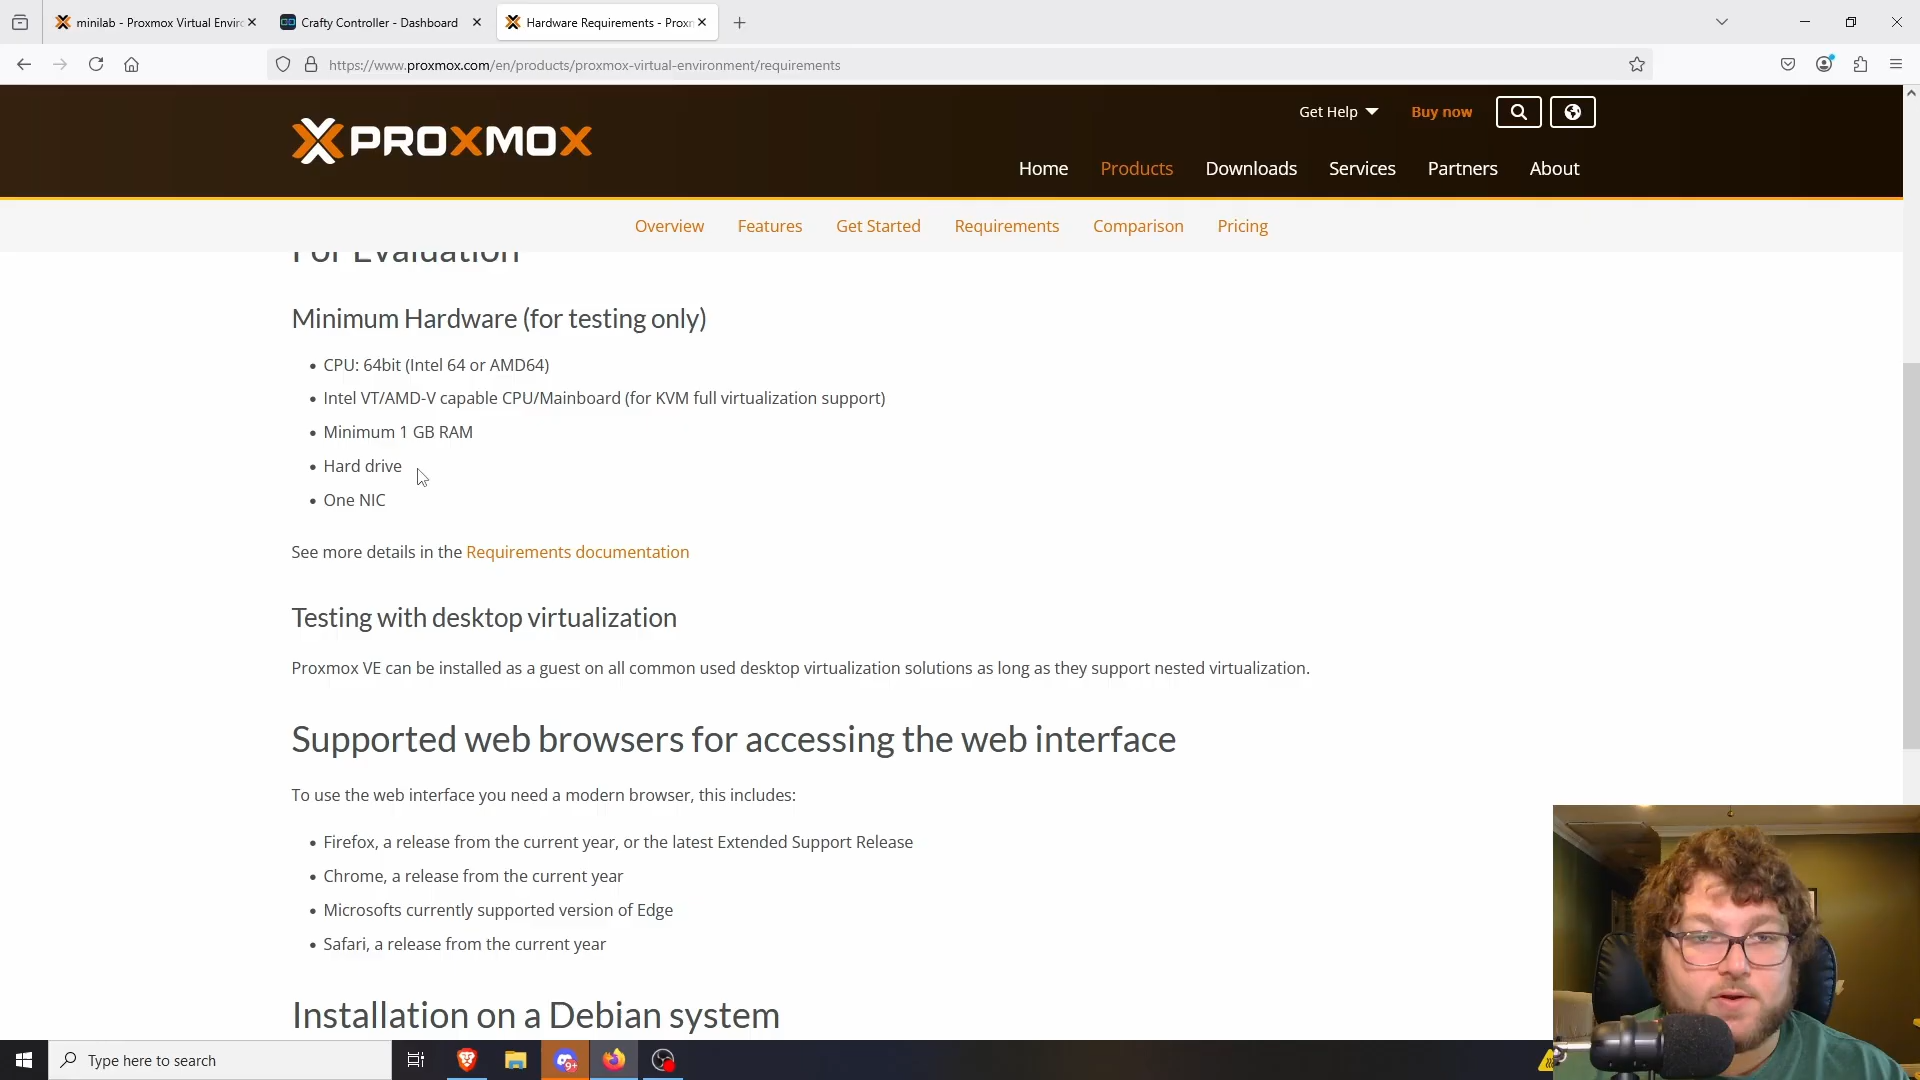 minilab - Proxmox Virtual Enviro
Crafty Controller - Dashboard
Hardware Requirements - Proxm
https://www.proxmox.com/en/products/proxmox-virtual-environment/requirements
Get Help
Buy now
PROXMOX
Home
Products
Downloads
Services
Partners
About
Overview
Features
Get Started
Requirements
Comparison
Pricing
For Evaluation
Minimum Hardware (for testing only)
CPU: 64bit (Intel 64 or AMD64)
Intel VT/AMD-V capable CPU/Mainboard (for KVM full virtualization support)
Minimum 1 GB RAM
Hard drive
One NIC
See more details in the Requirements documentation
Testing with desktop virtualization
Proxmox VE can be installed as a guest on all common used desktop virtualization solutions as long as they support nested virtualization.
Supported web browsers for accessing the web interface
To use the web interface you need a modern browser, this includes:
Firefox, a release from the current year, or the latest Extended Support Release
Chrome, a release from the current year
Microsofts currently supported version of Edge
Safari, a release from the current year
Installation on a Debian system
Type here to search
9+